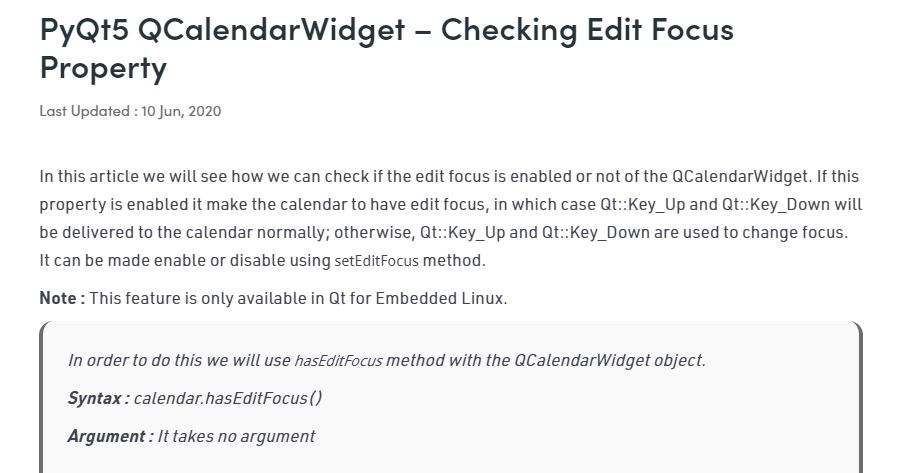 PyQt5 QCalendarWidget – Checking Edit Focus
Property
Last Updated : 10 Jun, 2020
In this article we will see how we can check if the edit focus is enabled or not of the QCalendarWidget. If this
property is enabled it make the calendar to have edit focus, in which case Qt::Key_Up and Qt::Key_Down will
be delivered to the calendar normally; otherwise, Qt::Key_Up and Qt::Key_Down are used to change focus.
It can be made enable or disable using setEditFocus method.
Note : This feature is only available in Qt for Embedded Linux.
In order to do this we will use hasEditFocus method with the QCalendarWidget object.
Syntax : calendar.hasEditFocus()
Argument : It takes no argument